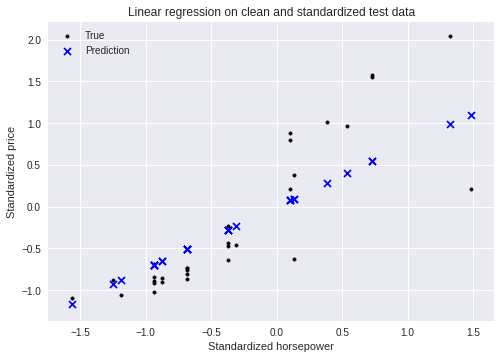 Linear regression on clean and standardized test data
True
Prediction
2.0
1.5
1.0
0.5
0.0
−0.5
−1.0
Standardized price
−1.5
−1.0
−0.5
0.0
0.5
1.0
1.5
Standardized horsepower